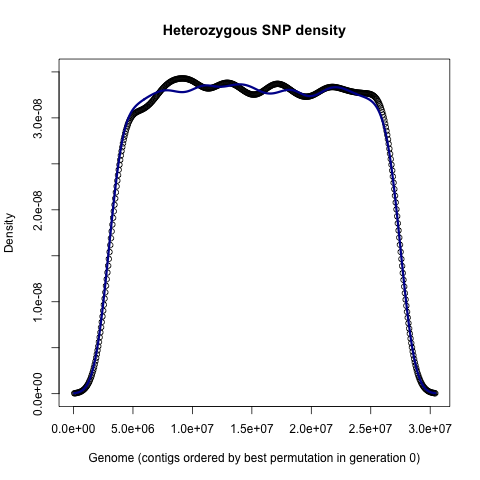 Heterozygous SNP density
Density
3.0e-08
2.0e-08
1.0e-08
0.0e+00
0.0e+00 5.0e+06 1.0e+07 1.5e+07 2.0e+07 2.5e+07 3.0e+07
Genome (contigs ordered by best permutation in generation 0)